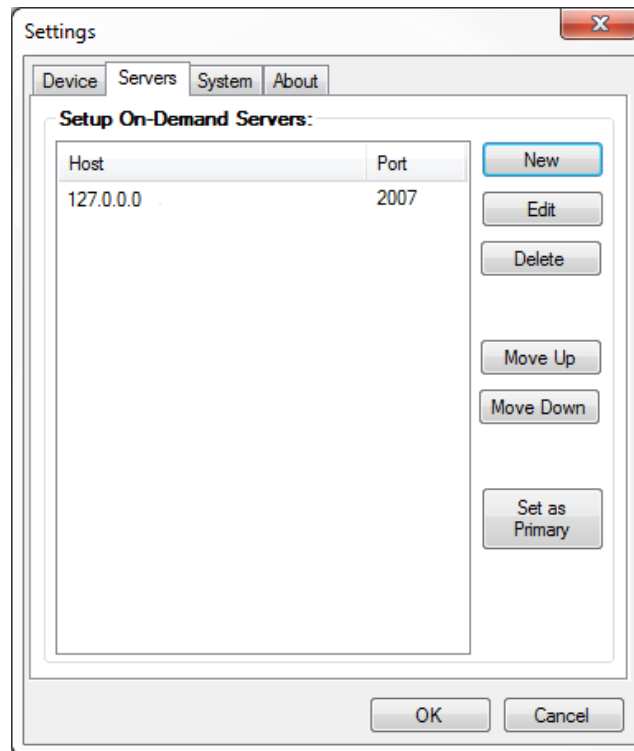 Settings
Device Servers System About
Setup On-Demand Servers:
Host Port
127.0.0.0 2007
New
Edit
Delete
Move Up
Move Down
Set as
Primary
OK Cancel